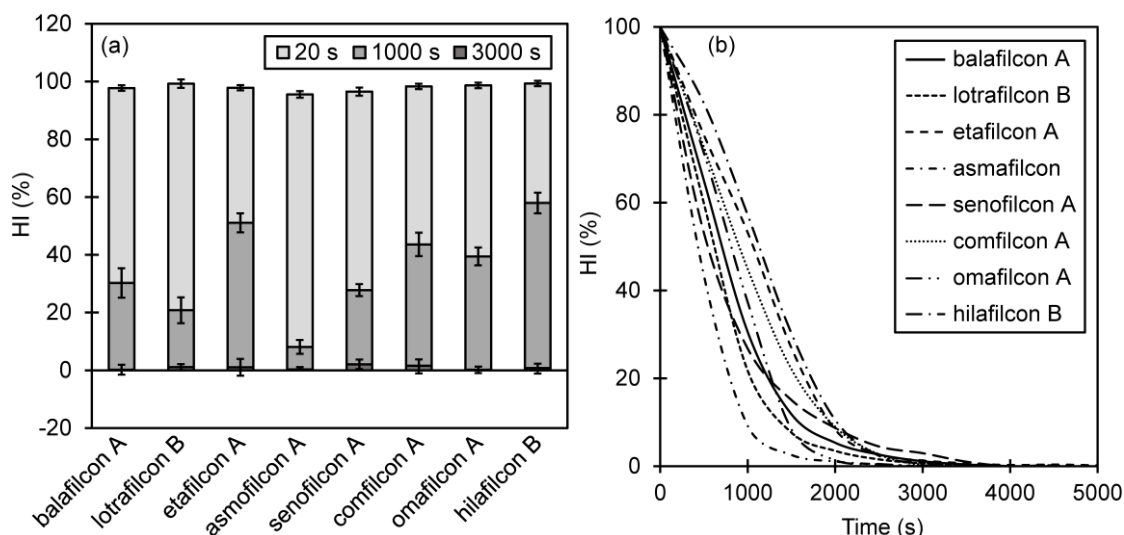 (a)
20 s 1000 s 3000 s
120
100
80
60
40
20
0
-20
HI (%)
balafilcon A
lotrafilcon B
etafilcon A
asmofilcon A
senofilcon A
comfilcon A
omafilcon A
hilafilcon B
(b)
balafilcon A
lotrafilcon B
etafilcon A
asmafilcon
senofilcon A
comfilcon A
omafilcon A
hilafilcon B
100
80
60
40
20
0
HI (%)
0 1000 2000 3000 4000 5000
Time (s)